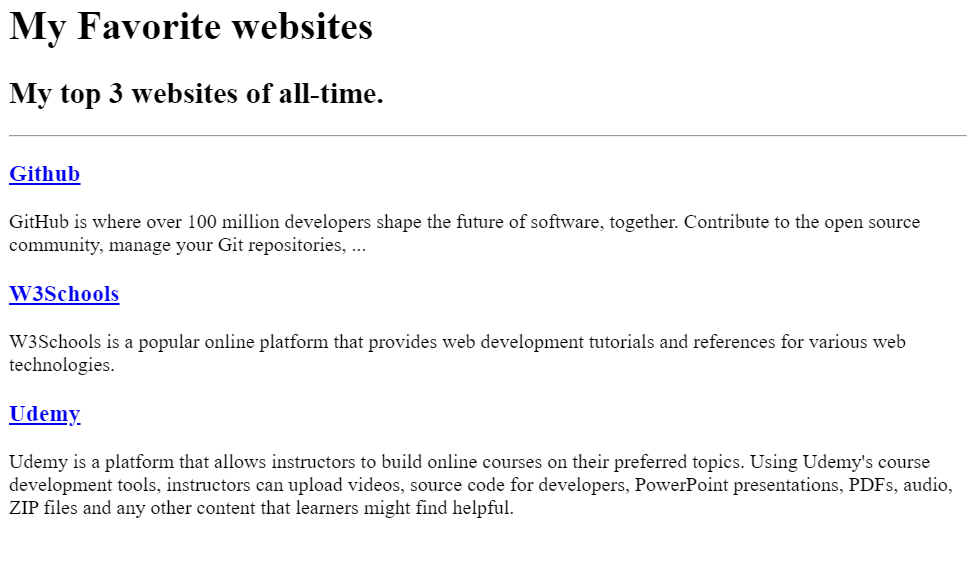 My Favorite websites
My top 3 websites of all-time.
Github
GitHub is where over 100 million developers shape the future of software, together. Contribute to the open source
community, manage your Git repositories, ...
W3Schools
W3Schools is a popular online platform that provides web development tutorials and references for various web
technologies.
Udemy
Udemy is a platform that allows instructors to build online courses on their preferred topics. Using Udemy's course
development tools, instructors can upload videos, source code for developers, PowerPoint presentations, PDFs, audio,
ZIP files and any other content that learners might find helpful.